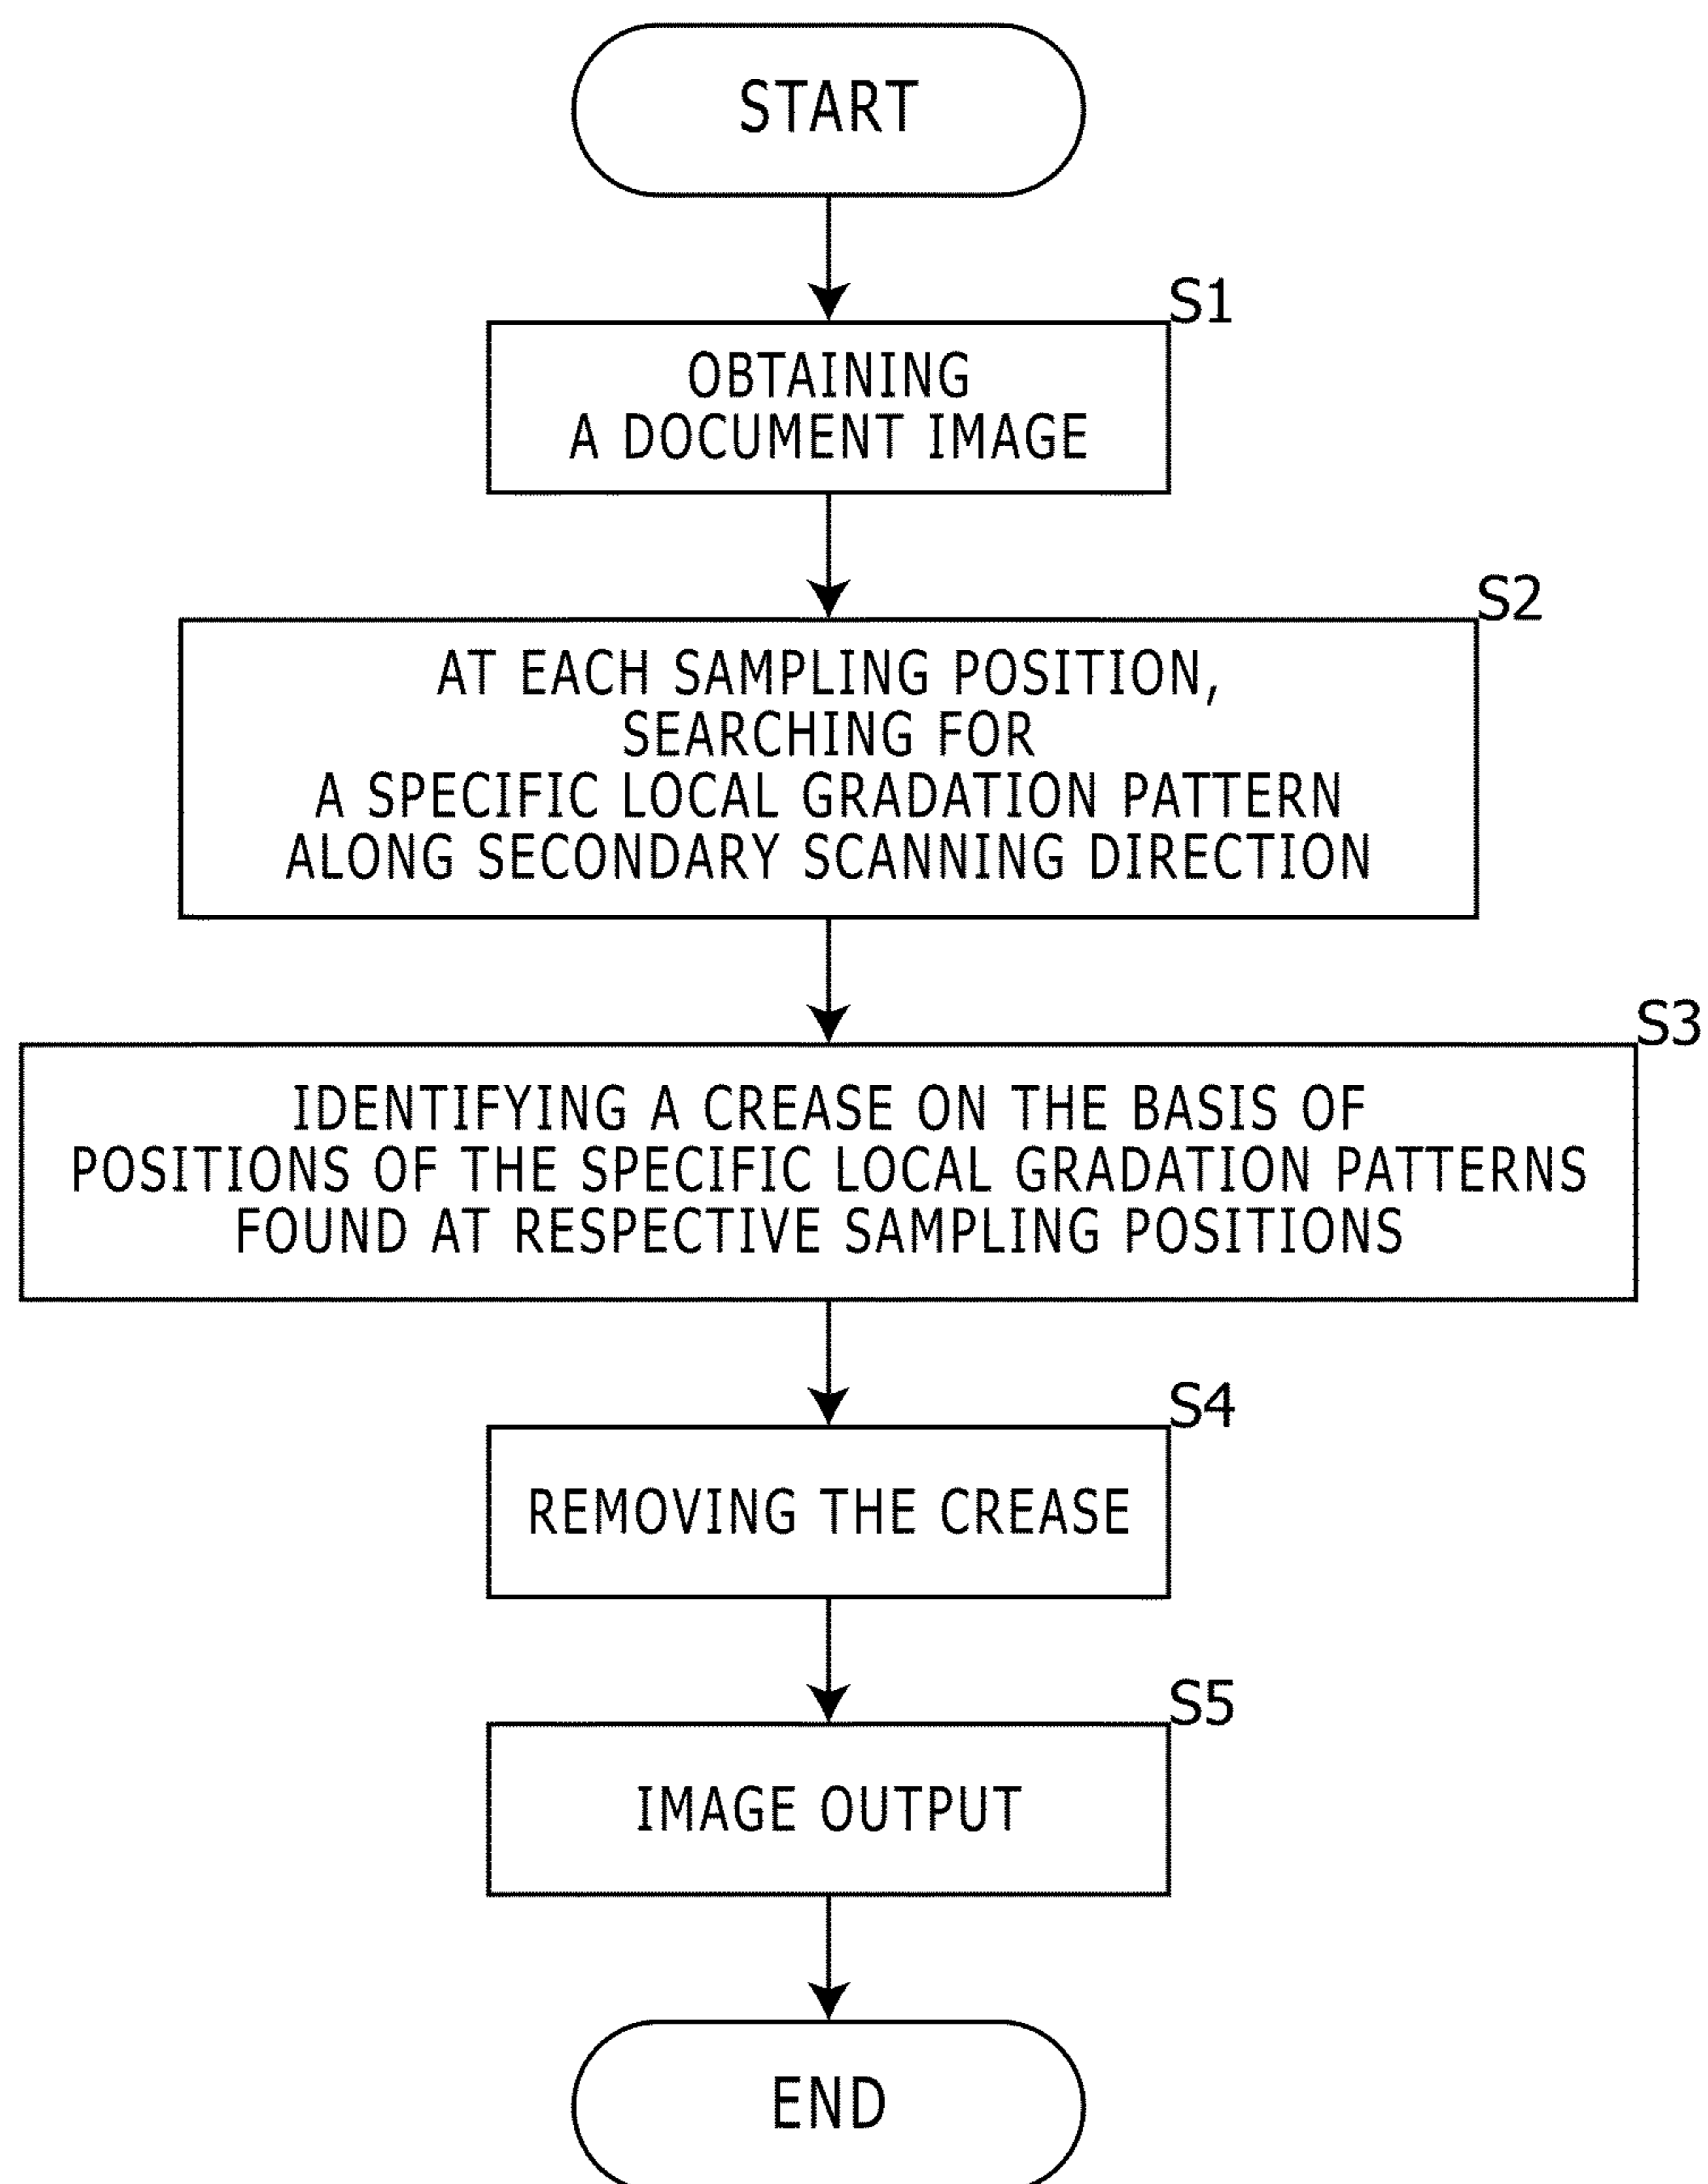 START
S1
OBTAINING
A DOCUMENT IMAGE
S2
AT EACH SAMPLING POSITION,
SEARCHING FOR
A SPECIFIC LOCAL GRADATION PATTERN
ALONG SECONDARY SCANNING DIRECTION
S3
IDENTIFYING A CREASE ON THE BASIS OF
POSITIONS OF THE SPECIFIC LOCAL GRADATION PATTERNS
FOUND AT RESPECTIVE SAMPLING POSITIONS
S4
REMOVING THE CREASE
S5
IMAGE OUTPUT
END